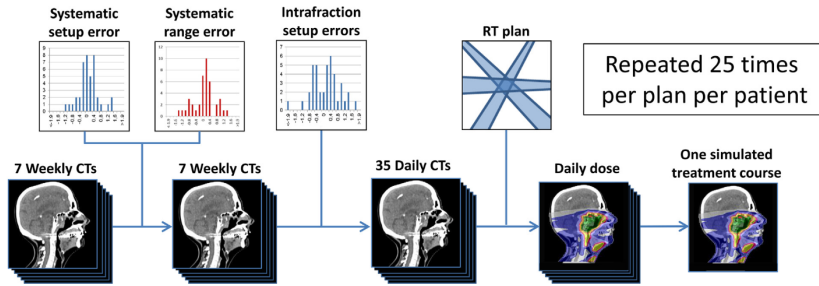 Systematic
setup error
Systematic
range error
Intrafraction
setup errors
RT plan
Repeated 25 times
per plan per patient
7 Weekly CTs
7 Weekly CTs
35 Daily CTs
Daily dose
One simulated
treatment course